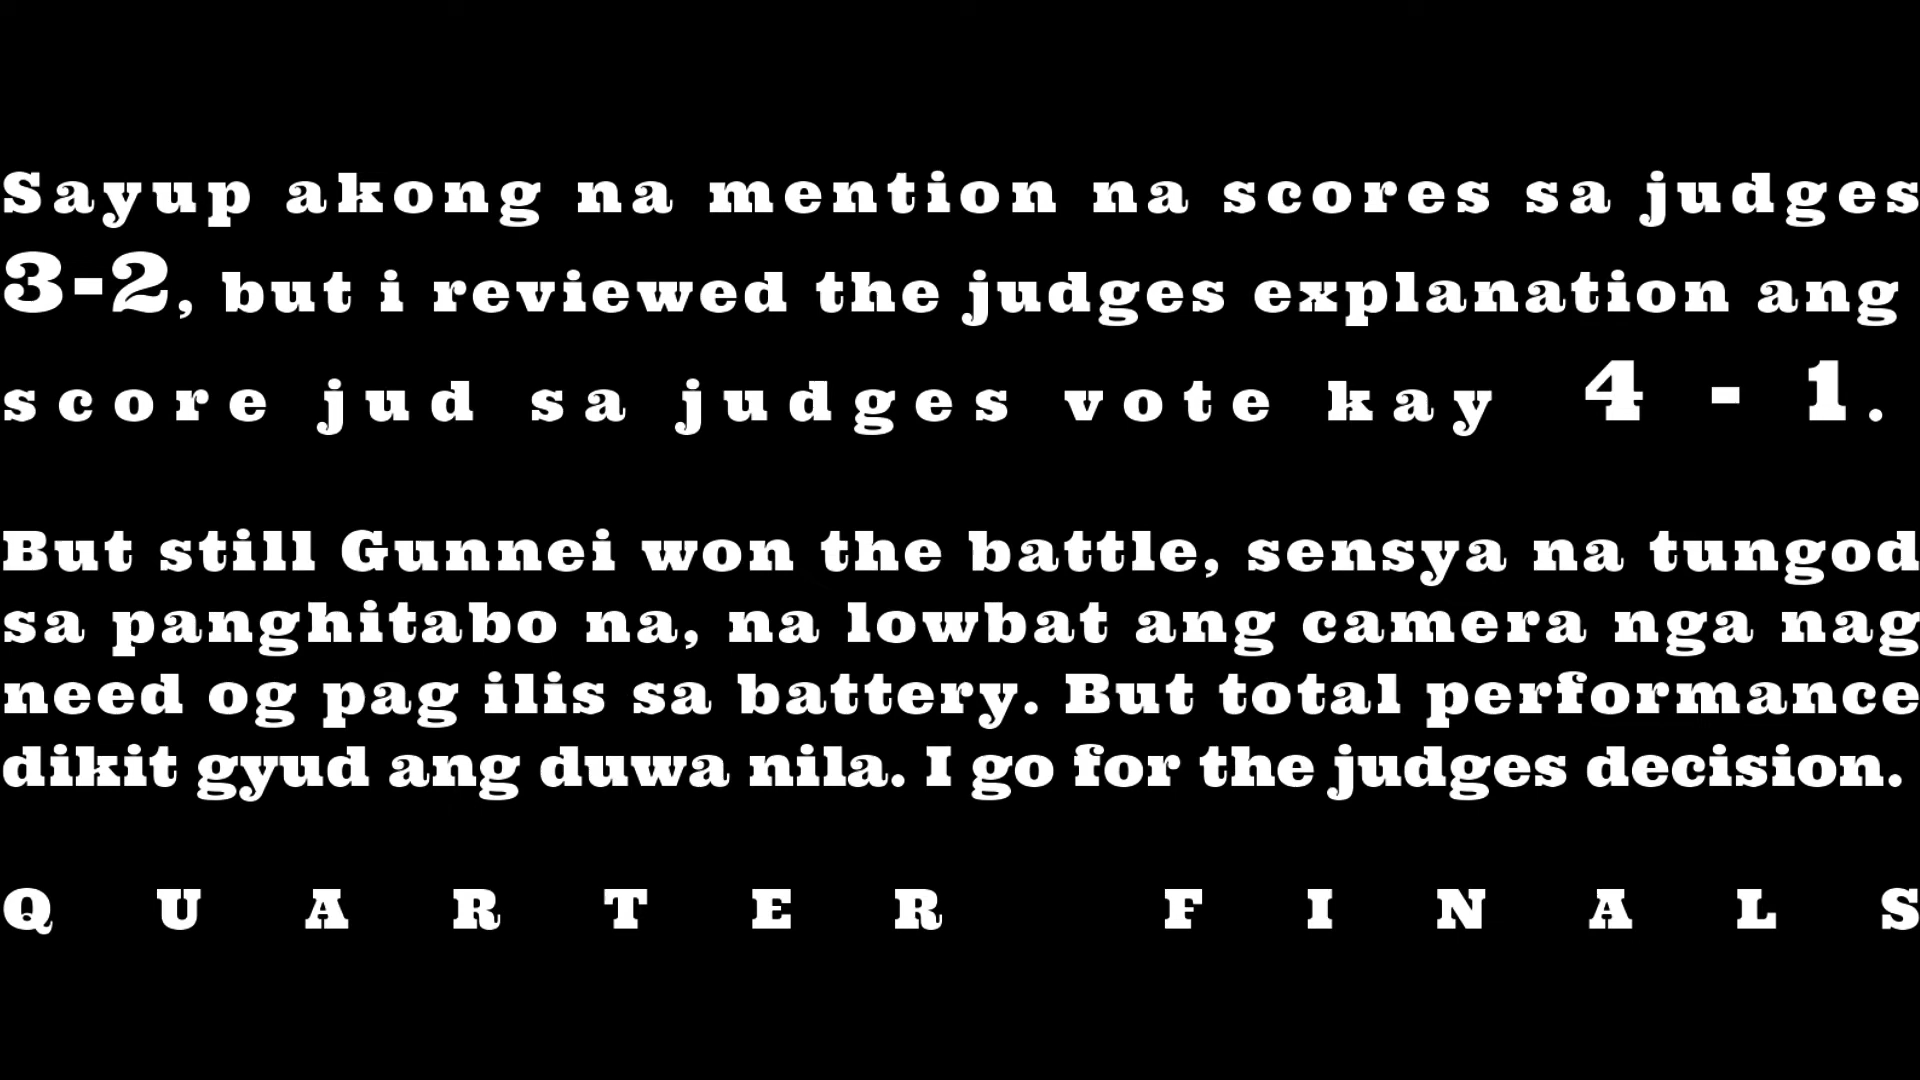 Sayup akong na mention na scores sa judges
3-2, but i reviewed the judges explanation ang
score jud sa judges vote kay 4 - 1.
But still Gunnei won the battle, sensya na tungod
sa panghitabo na, na lowbat ang camera nga nag
need og pag ilis sa battery. But total performance
dikit gyud ang duwa nila. I go for the judges decision.
QUARTER FINALS